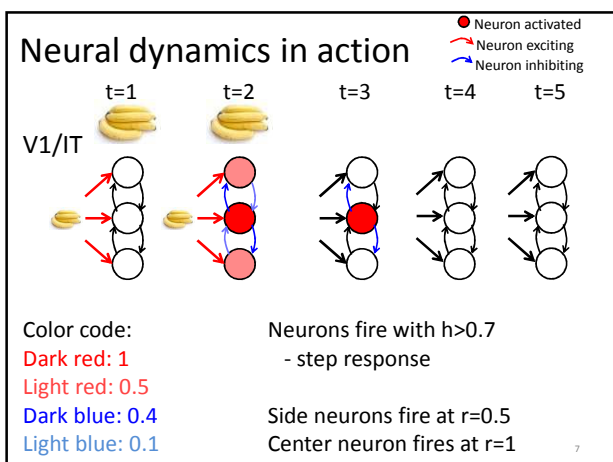 Neural dynamics in action
Neuron activated
Neuron exciting
Neuron inhibiting
t=1 t=2 t=3 t=4 t=5
V1/IT
Color code:
Dark red: 1
Light red: 0.5
Dark blue: 0.4
Light blue: 0.1
Neurons fire with h>0.7
- step response
Side neurons fire at r=0.5
Center neuron fires at r=1
7